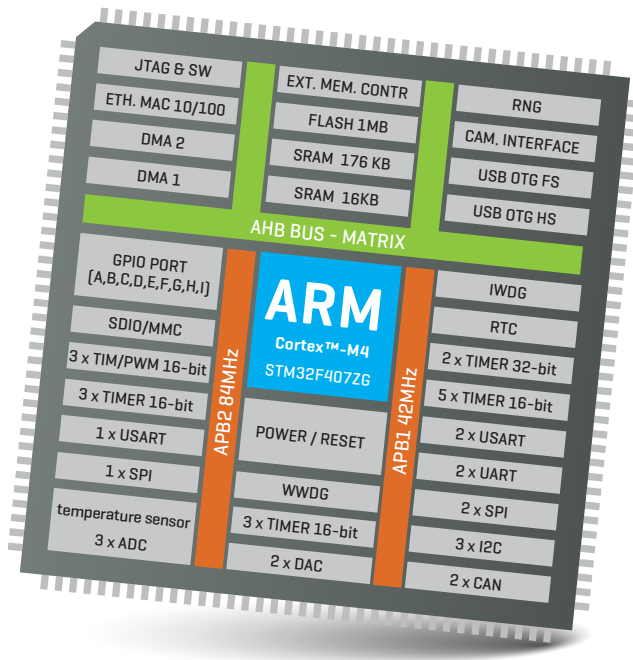 JTAG & SW
ETH. MAC 10/100
DMA 2
DMA 1
EXT. MEM. CONTR
FLASH 1MB
SRAM 176 KB
SRAM 16KB
RNG
CAM. INTERFACE
USB OTG FS
USB OTG HS
AHB BUS - MATRIX
GPIO PORT
(A,B,C,D,E,F,G,H,I)
SDIO/MMC
3 x TIM/PWM 16-bit
3 x TIMER 16-bit
1 x USART
1 x SPI
temperature sensor
3 x ADC
APB2 84MHz
ARM
Cortex™-M4
STM32F407ZG
POWER / RESET
WWDG
3 x TIMER 16-bit
2 x DAC
APB1 42MHz
IWDG
RTC
2 x TIMER 32-bit
5 x TIMER 16-bit
2 x USART
2 x UART
2 x SPI
3 x I2C
2 x CAN